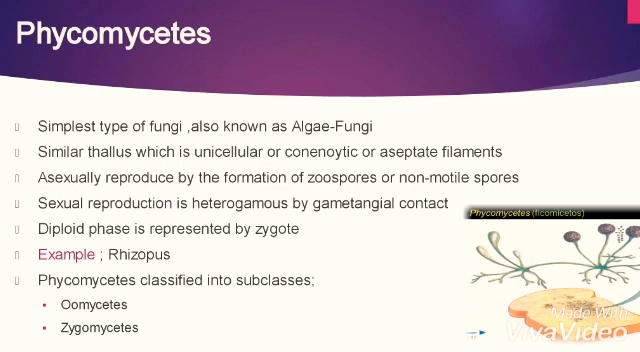 Phycomycetes
Simplest type of fungi ,also known as Algae-Fungi
Similar thallus which is unicellular or conenoytic or aseptate filaments
Asexually reproduce by the formation of zoospores or non-motile spores
Sexual reproduction is heterogamous by gametangial contact
Diploid phase is represented by zygote
Example ; Rhizopus
Phycomycetes classified into subclasses;
Oomycetes
Zygomycetes
Phycomycetes (ficomicetos)
Made With
VivaVideo